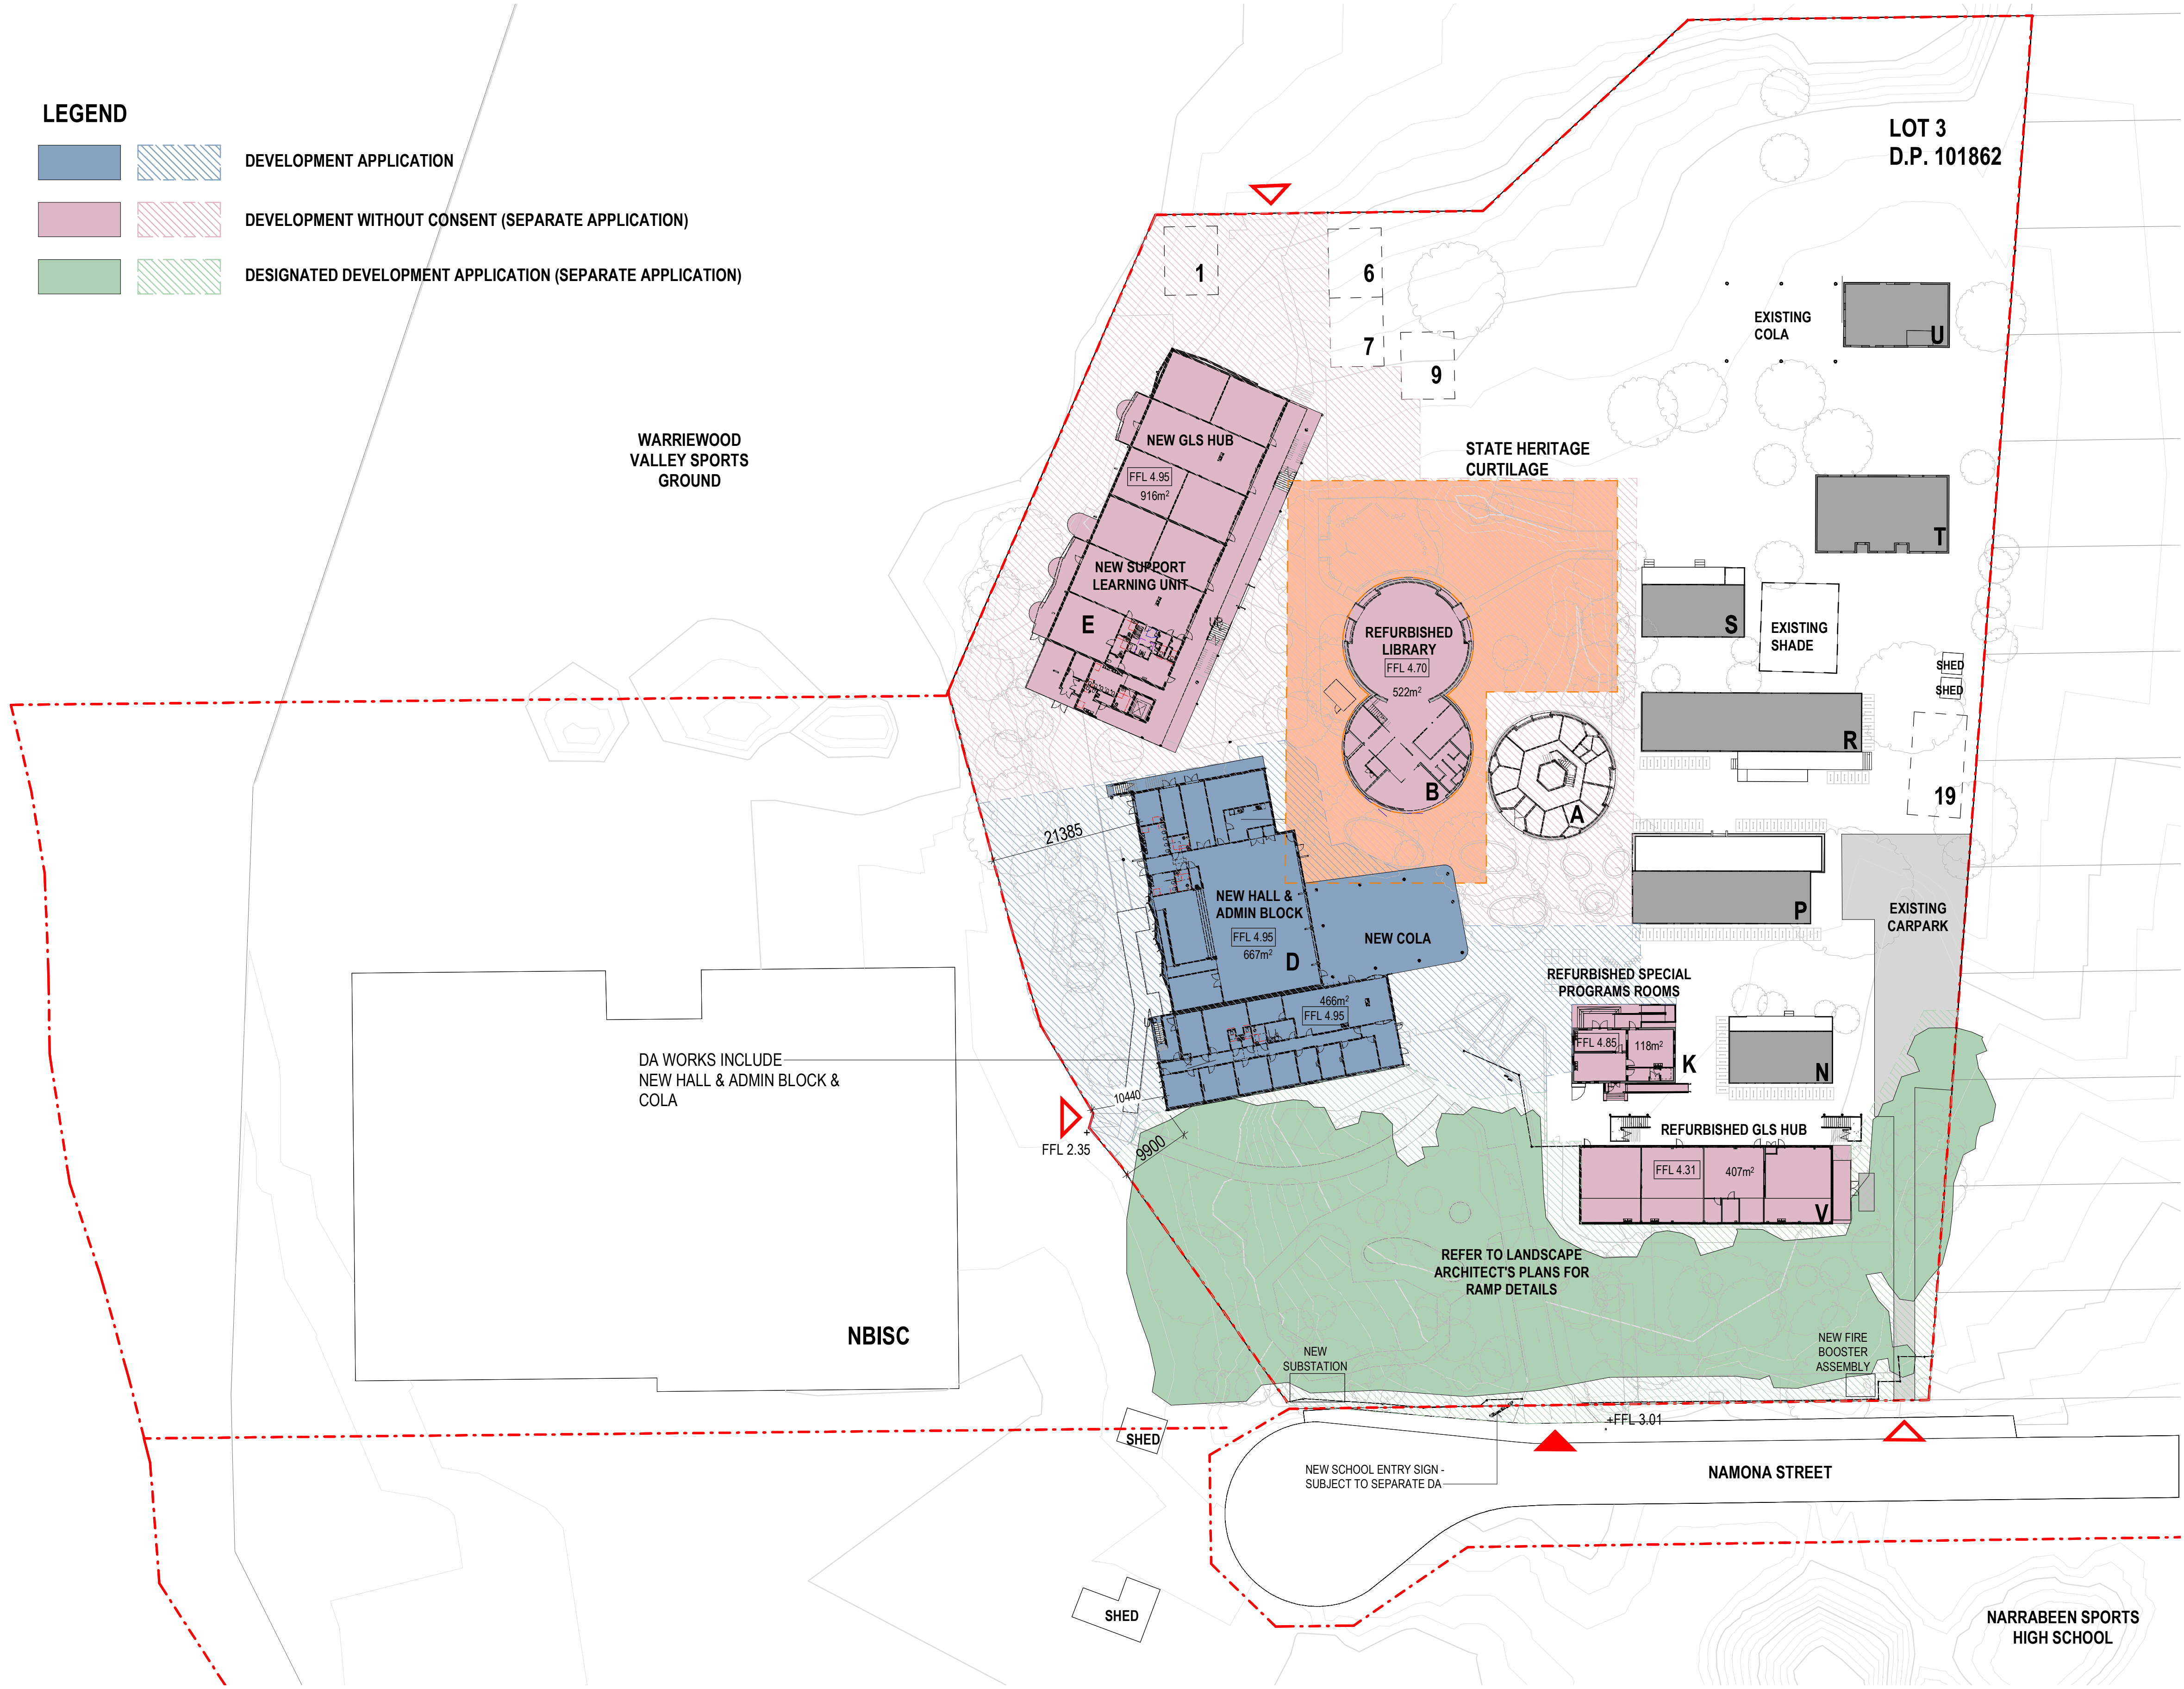 LEGEND
DEVELOPMENT APPLICATION
DEVELOPMENT WITHOUT CONSENT (SEPARATE APPLICATION)
DESIGNATED DEVELOPMENT APPLICATION (SEPARATE APPLICATION)
LOT 3
D.P. 101862
1
6
7
9
EXISTING
COLA
U
WARRIEWOOD
VALLEY SPORTS
GROUND
NEW GLS HUB
FFL 4.95
916m²
STATE HERITAGE
CURTILAGE
T
NEW SUPPORT
LEARNING UNIT
E
REFURBISHED
LIBRARY
FFL 4.70
522m²
B
A
S
EXISTING
SHADE
SHED
SHED
R
19
21385
NEW HALL &
ADMIN BLOCK
FFL 4.95
667m²
D
NEW COLA
P
EXISTING
CARPARK
466m²
FFL 4.95
REFURBISHED SPECIAL
PROGRAMS ROOMS
FFL 4.85
118m²
K
N
DA WORKS INCLUDE
NEW HALL & ADMIN BLOCK &
COLA
10440
9900
FFL 2.35
REFURBISHED GLS HUB
FFL 4.31
407m²
V
REFER TO LANDSCAPE
ARCHITECT'S PLANS FOR
RAMP DETAILS
NBISC
NEW
SUBSTATION
NEW FIRE
BOOSTER
ASSEMBLY
SHED
+FFL 3.01
NEW SCHOOL ENTRY SIGN -
SUBJECT TO SEPARATE DA
NAMONA STREET
SHED
NARRABEEN SPORTS
HIGH SCHOOL